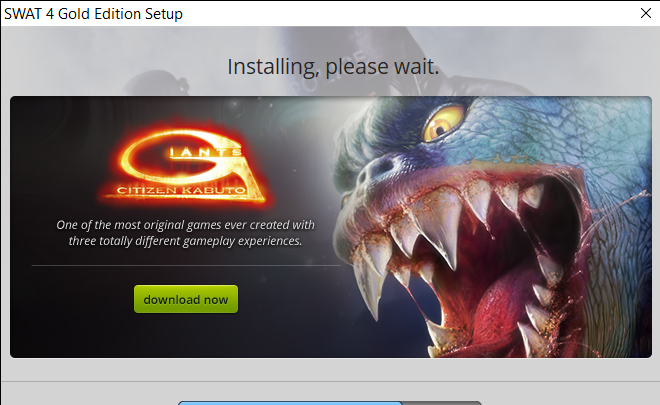 SWAT 4 Gold Edition Setup
Installing, please wait.
GIANTS
CITIZEN KABUTO
One of the most original games ever created with
three totally different gameplay experiences.
download now